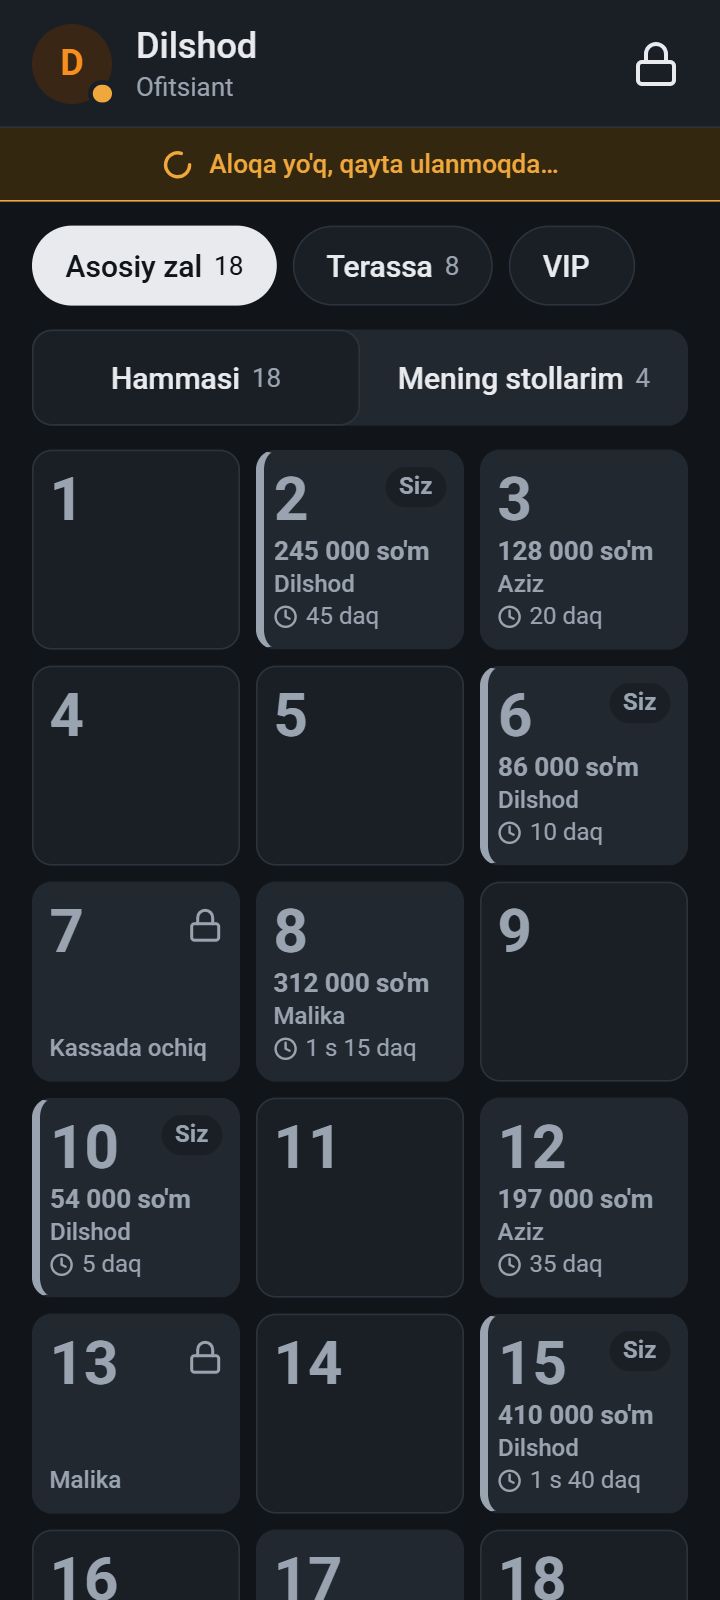 D
Dilshod
Ofitsiant
Aloqa yo'q, qayta ulanmoqda...
Asosiy zal 18
Terassa 8
VIP
Hammasi 18
Mening stollarim 4
1
2
Siz
245 000 so'm
Dilshod
45 daq
3
128 000 so'm
Aziz
20 daq
4
5
6
Siz
86 000 so'm
Dilshod
10 daq
7
Kassada ochiq
8
312 000 so'm
Malika
1 s 15 daq
9
10
Siz
54 000 so'm
Dilshod
5 daq
11
12
197 000 so'm
Aziz
35 daq
13
Malika
14
15
Siz
410 000 so'm
Dilshod
1 s 40 daq
16
17
18